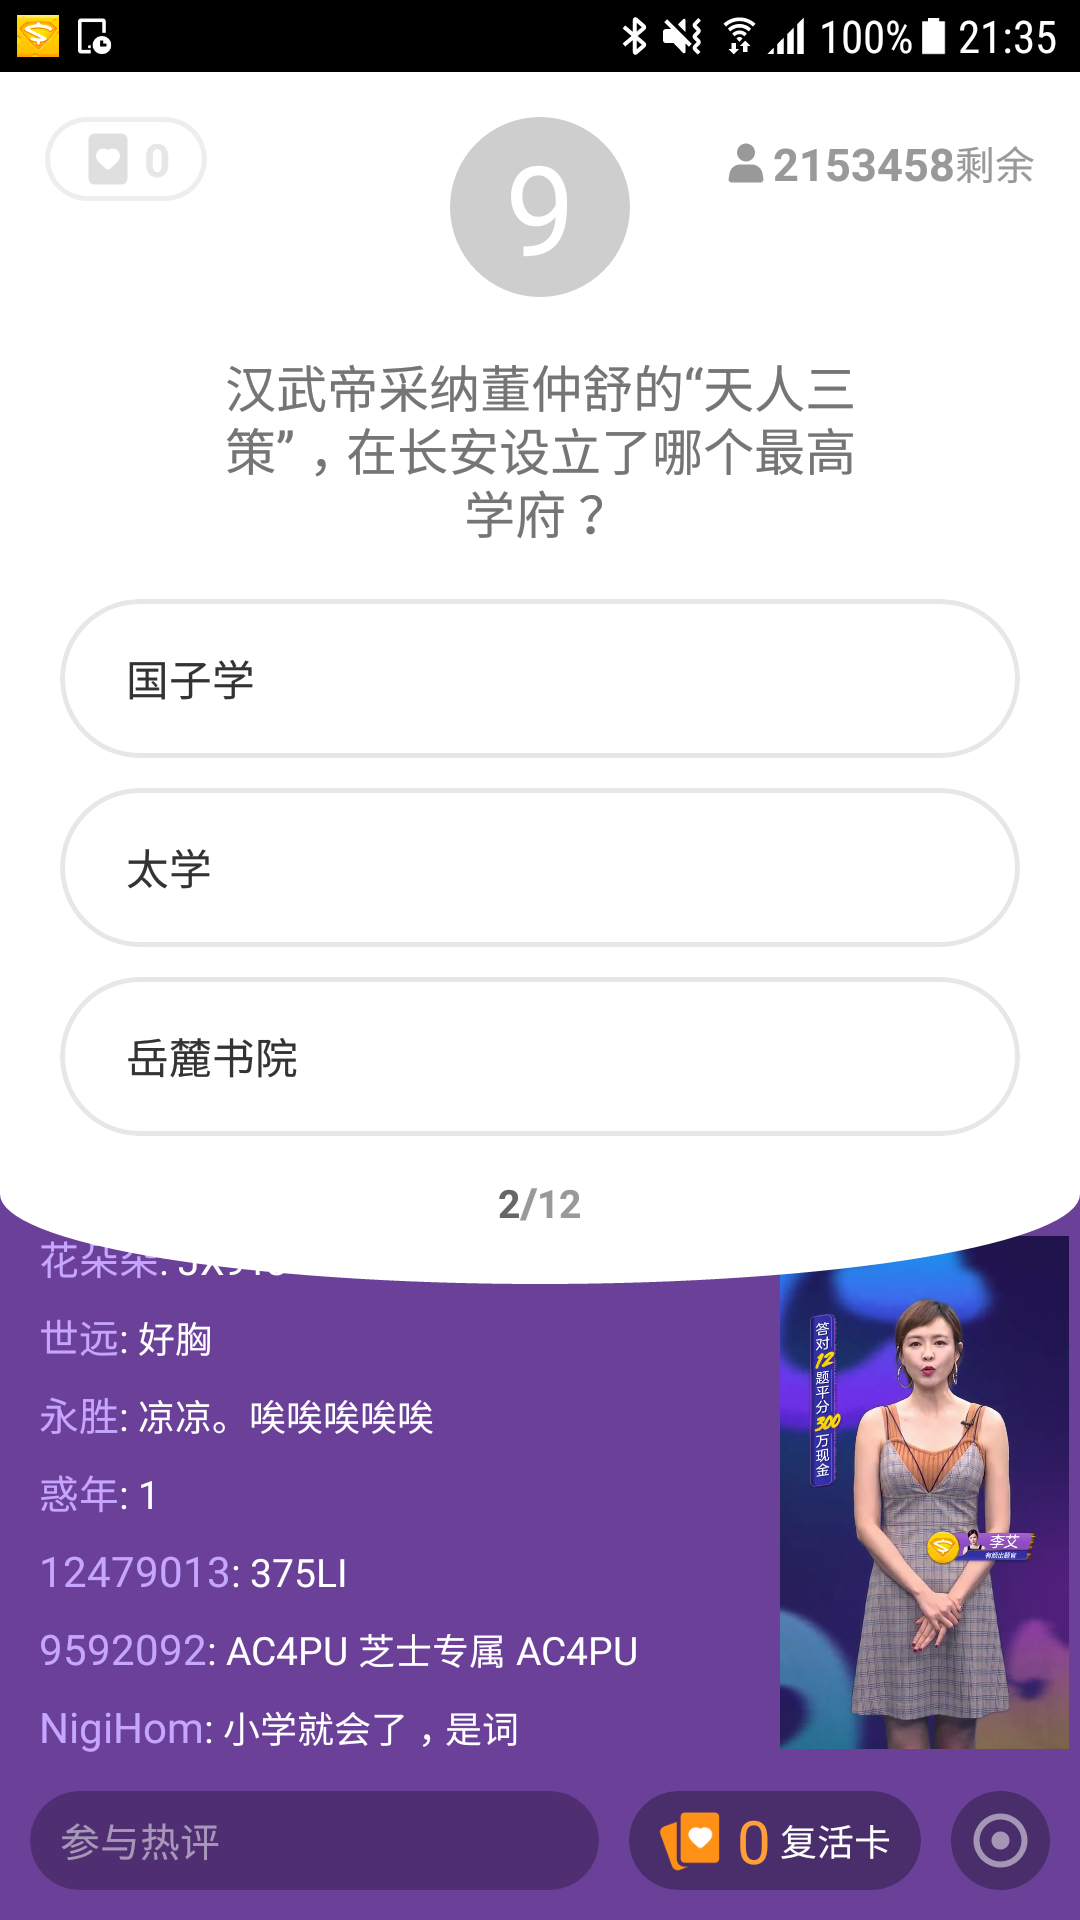 100% 21:35
0
9
2153458剩余
汉武帝采纳董仲舒的“天人三
策”，在长安设立了哪个最高
学府？
国子学
太学
岳麓书院
2/12
花朵朵:
世远: 好胸
永胜: 凉凉。唉唉唉唉唉
惑年: 1
12479013: 375LI
9592092: AC4PU 芝士专属 AC4PU
NigiHom: 小学就会了，是词
答对12题平分300万现金
李艾
参与热评
0 复活卡